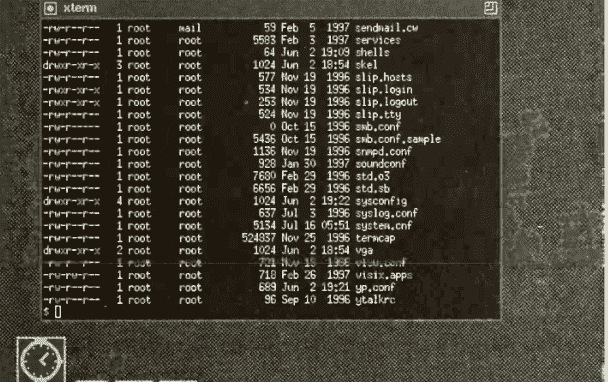 xterm
-rw-r--r-- 1 root mail 59 Feb 5 1997 sendmail.cw
-rw-r--r-- 1 root root 5583 Feb 3 1997 services
-rw-r--r-- 1 root root 64 Jun 2 19:09 shells
drwxr-xr-x 3 root root 1024 Jun 2 18:54 skel
-rw-r--r-- 1 root root 577 Nov 19 1996 slip.hosts
-rwxr-xr-x 1 root root 534 Nov 19 1996 slip.login
-rwxr-xr-x 1 root root 253 Nov 19 1996 slip.logout
-rw-r--r-- 1 root root 524 Nov 19 1996 slip.tty
-rw-r----- 1 root root 0 Oct 15 1996 smb.conf
-rw-r--r-- 1 root root 5436 Oct 15 1996 smb.conf.sample
-rw-r--r-- 1 root root 1136 Nov 19 1996 snmpd.conf
-rw-r--r-- 1 root root 928 Jan 30 1997 soundconf
-rw-r--r-- 1 root root 7680 Feb 29 1996 std.o3
-rw-r--r-- 1 root root 6656 Feb 29 1996 std.sb
drwxr-xr-x 4 root root 1024 Jun 2 19:22 sysconfig
-rw-r--r-- 1 root root 637 Jul 3 1996 syslog.conf
-rw-r--r-- 1 root root 5134 Jul 16 05:51 system.cnf
-rw-r--r-- 1 root root 524837 Nov 25 1996 termcap
drwxr-xr-x 2 root root 1024 Jun 2 18:54 vga
-rw-r--r-- 1 root root Nov 1996
-rw-rw-r-- 1 root root 718 Feb 26 1997 visix.apps
-rw-r--r-- 1 root root 689 Jun 2 19:21 yp.conf
-rw-r--r-- 1 root root 96 Sep 10 1996 ytalkrc
$